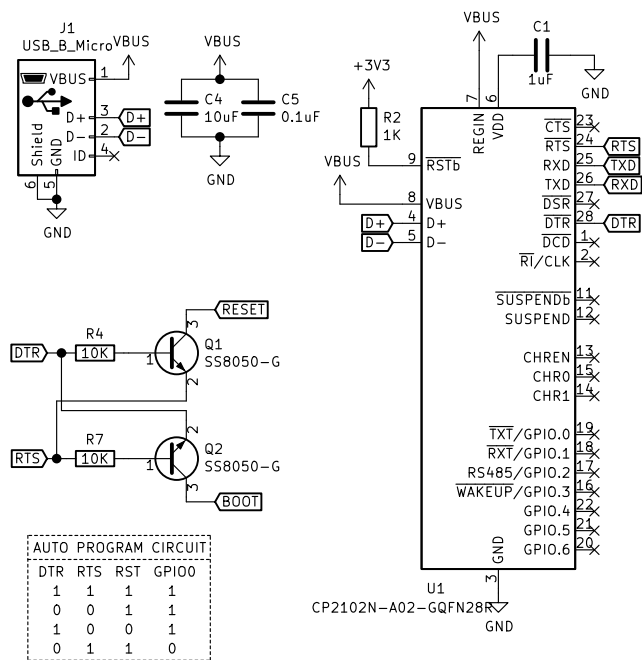 J1
USB_B_Micro
VBUS
VBUS
1
D+
3
D+
D-
2
D-
ID
4
Shield
GND
6
5
GND
VBUS
C4
10uF
C5
0.1uF
GND
+3V3
R2
1K
VBUS
VBUS
C1
1uF
GND
7
6
REGIN
VDD
9
RSTb
8
VBUS
D+
4
D+
D-
5
D-
CTS
23
RTS
24
RTS
RXD
25
TXD
TXD
26
RXD
DSR
27
DTR
28
DTR
DCD
1
RI/CLK
2
SUSPENDb
11
SUSPEND
12
CHREN
13
CHR0
15
CHR1
14
TXT/GPIO.0
19
RXT/GPIO.1
18
RS485/GPIO.2
17
WAKEUP/GPIO.3
16
GPIO.4
22
GPIO.5
21
GPIO.6
20
GND
3
U1
CP2102N-A02-GQFN28R
GND
RESET
3
DTR
R4
10K
1
Q1
SS8050-G
2
RTS
R7
10K
1
2
Q2
SS8050-G
3
BOOT
AUTO PROGRAM CIRCUIT
DTR RTS RST GPIO0
1 1 1 1
0 0 1 1
1 0 0 1
0 1 1 0